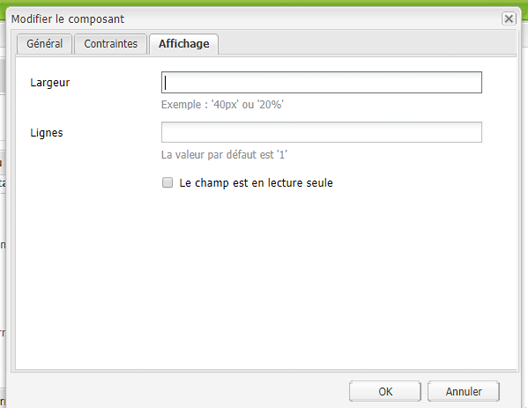 Modifier le composant
Général Contraintes Affichage
Largeur
Exemple : '40px' ou '20%'
Lignes
La valeur par défaut est '1'
Le champ est en lecture seule
OK Annuler